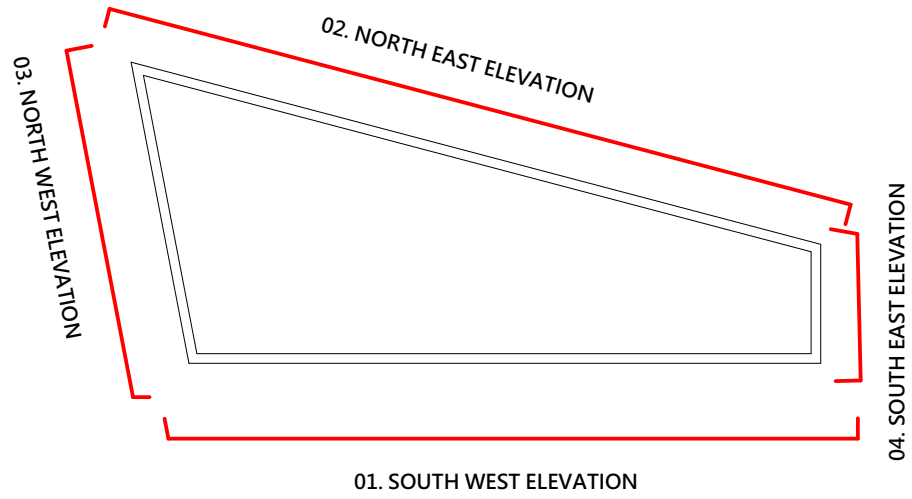 02. NORTH EAST ELEVATION
03. NORTH WEST ELEVATION
04. SOUTH EAST ELEVATION
01. SOUTH WEST ELEVATION